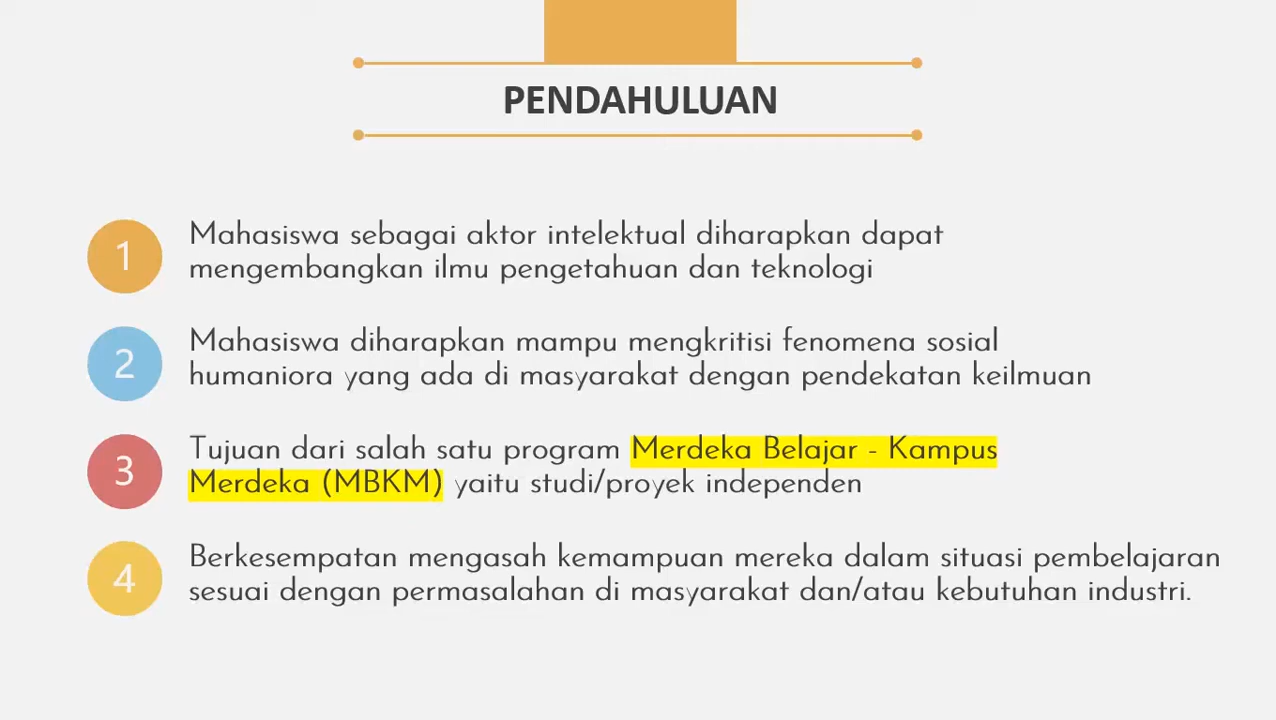 PENDAHULUAN
1
Mahasiswa sebagai aktor intelektual diharapkan dapat
mengembangkan ilmu pengetahuan dan teknologi
2
Mahasiswa diharapkan mampu mengkritisi fenomena sosial
humaniora yang ada di masyarakat dengan pendekatan keilmuan
3
Tujuan dari salah satu program Merdeka Belajar - Kampus
Merdeka (MBKM) yaitu studi/proyek independen
4
Berkesempatan mengasah kemampuan mereka dalam situasi pembelajaran
sesuai dengan permasalahan di masyarakat dan/atau kebutuhan industri.